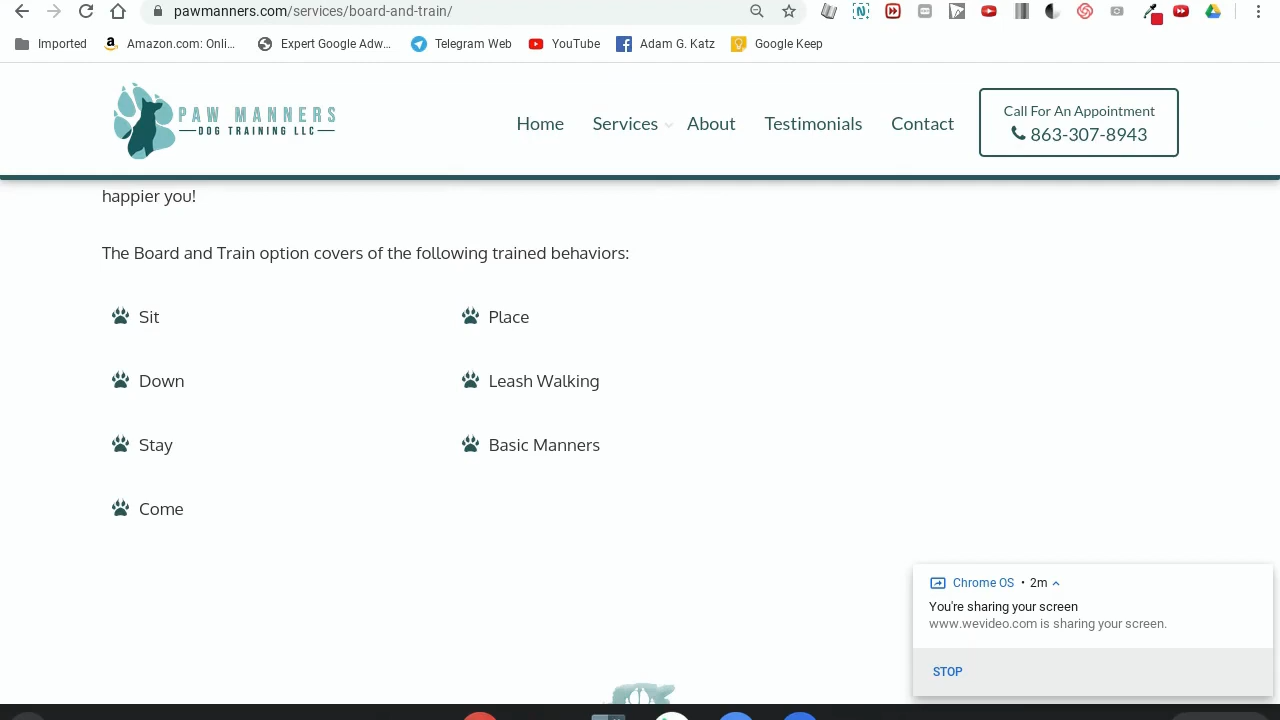 pawmanners.com/services/board-and-train/
Imported
Amazon.com: Onli...
Expert Google Adw...
Telegram Web
YouTube
Adam G. Katz
Google Keep
PAW MANNERS
DOG TRAINING LLC
Home
Services
About
Testimonials
Contact
Call For An Appointment
863-307-8943
happier you!
The Board and Train option covers of the following trained behaviors:
Sit
Place
Down
Leash Walking
Stay
Basic Manners
Come
Chrome OS • 2m
You're sharing your screen
www.wevideo.com is sharing your screen.
STOP